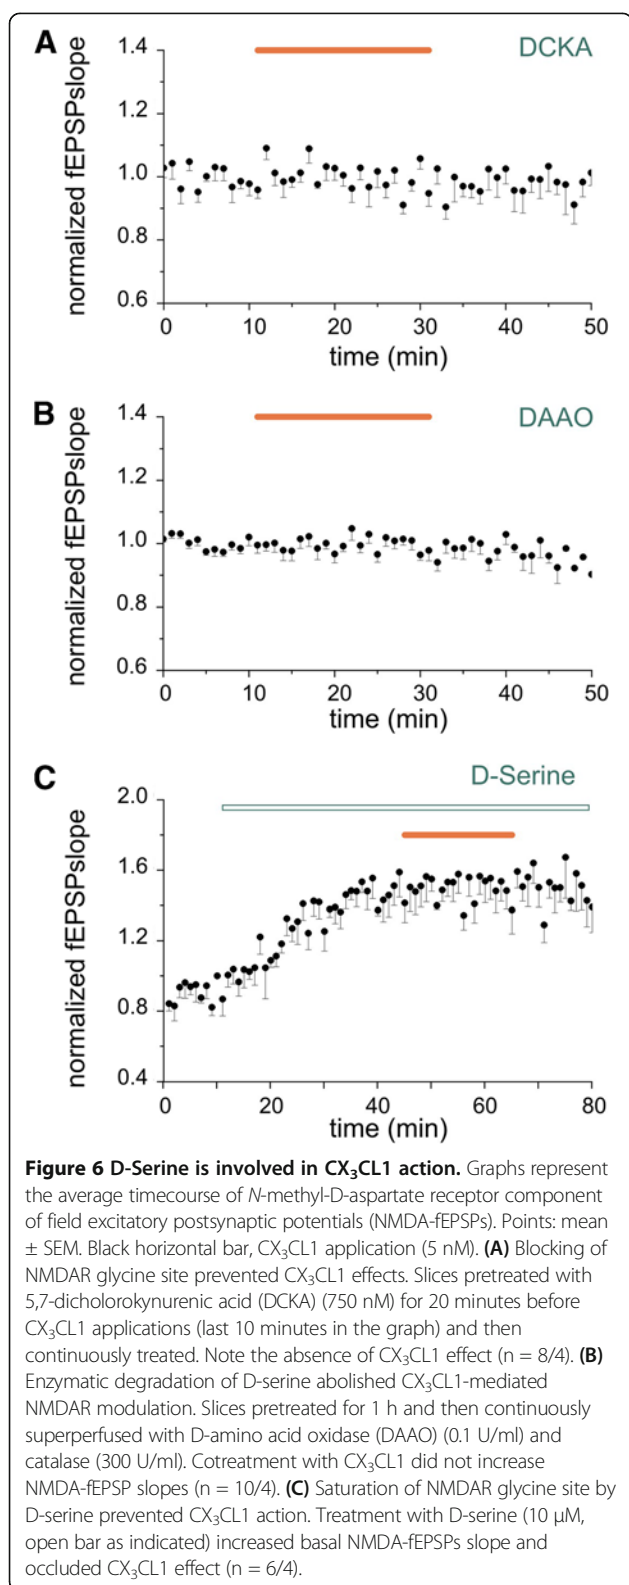 A
DCKA
normalized fEPSPslope
1.4
1.2
1.0
0.8
0.6
0 10 20 30 40 50
time (min)
B
DAAO
normalized fEPSPslope
1.4
1.2
1.0
0.8
0.6
0 10 20 30 40 50
time (min)
C
D-Serine
normalized fEPSPslope
2.0
1.6
1.2
0.8
0.4
0 20 40 60 80
time (min)
Figure 6 D-Serine is involved in CX₃CL1 action. Graphs represent
the average timecourse of N-methyl-D-aspartate receptor component
of field excitatory postsynaptic potentials (NMDA-fEPSPs). Points: mean
± SEM. Black horizontal bar, CX₃CL1 application (5 nM). (A) Blocking of
NMDAR glycine site prevented CX₃CL1 effects. Slices pretreated with
5,7-dicholorokynurenic acid (DCKA) (750 nM) for 20 minutes before
CX₃CL1 applications (last 10 minutes in the graph) and then
continuously treated. Note the absence of CX₃CL1 effect (n = 8/4). (B)
Enzymatic degradation of D-serine abolished CX₃CL1-mediated
NMDAR modulation. Slices pretreated for 1 h and then continuously
superperfused with D-amino acid oxidase (DAAO) (0.1 U/ml) and
catalase (300 U/ml). Cotreatment with CX₃CL1 did not increase
NMDA-fEPSP slopes (n = 10/4). (C) Saturation of NMDAR glycine site by
D-serine prevented CX₃CL1 action. Treatment with D-serine (10 μM,
open bar as indicated) increased basal NMDA-fEPSPs slope and
occluded CX₃CL1 effect (n = 6/4).